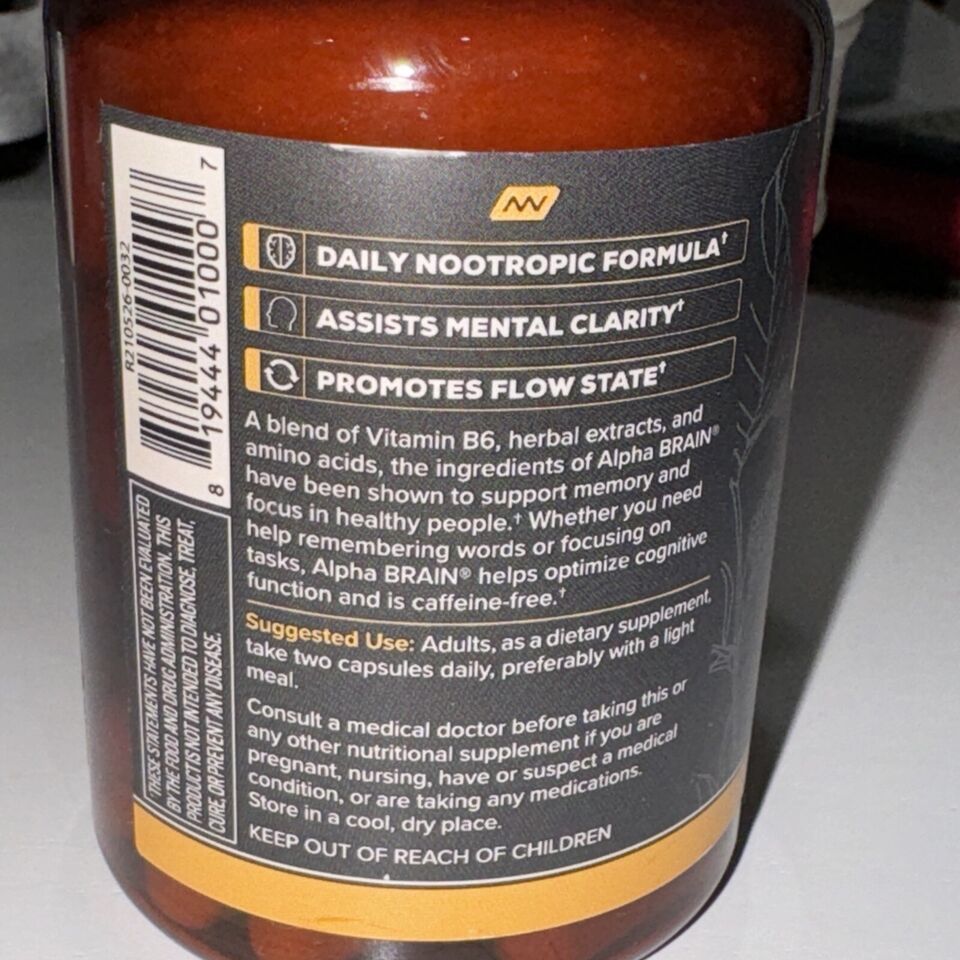 DAILY NOOTROPIC FORMULA†
ASSISTS MENTAL CLARITY†
PROMOTES FLOW STATE†
A blend of Vitamin B6, herbal extracts, and
amino acids, the ingredients of Alpha BRAIN®
have been shown to support memory and
focus in healthy people.† Whether you need
help remembering words or focusing on
tasks, Alpha BRAIN® helps optimize cognitive
function and is caffeine-free.†
Suggested Use: Adults, as a dietary supplement,
take two capsules daily, preferably with a light
meal.
Consult a medical doctor before taking this or
any other nutritional supplement if you are
pregnant, nursing, have or suspect a medical
condition, or are taking any medications.
Store in a cool, dry place.
KEEP OUT OF REACH OF CHILDREN
R210526-0032
8 19444 01000 7
THESE STATEMENTS HAVE NOT BEEN EVALUATED
BY THE FOOD AND DRUG ADMINISTRATION. THIS
PRODUCT IS NOT INTENDED TO DIAGNOSE, TREAT,
CURE, OR PREVENT ANY DISEASE.